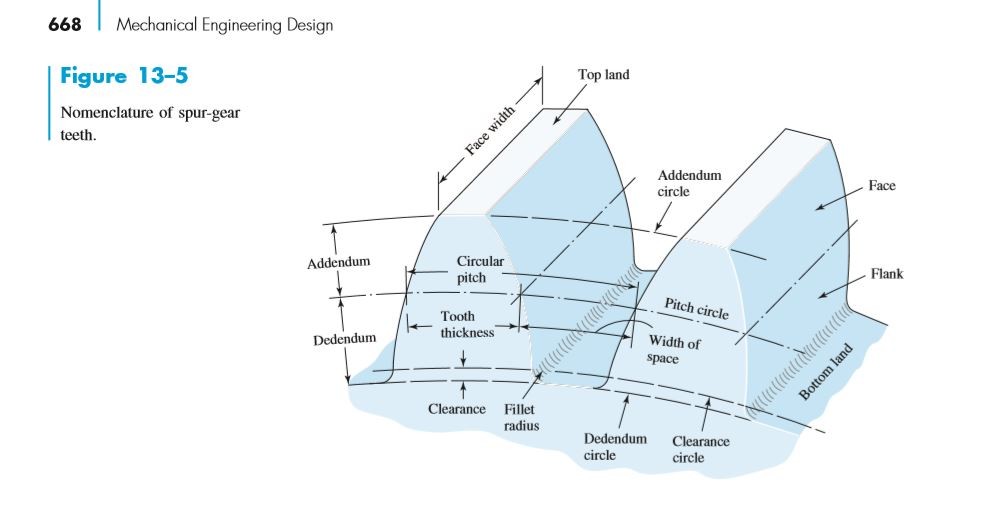 668
Mechanical Engineering Design
Figure 13–5
Nomenclature of spur-gear
teeth.
Top land
Face width
Addendum
circle
Face
Addendum
Circular
pitch
Flank
Pitch circle
Tooth
thickness
Dedendum
Width of
space
Bottom land
Clearance
Fillet
radius
Dedendum
circle
Clearance
circle